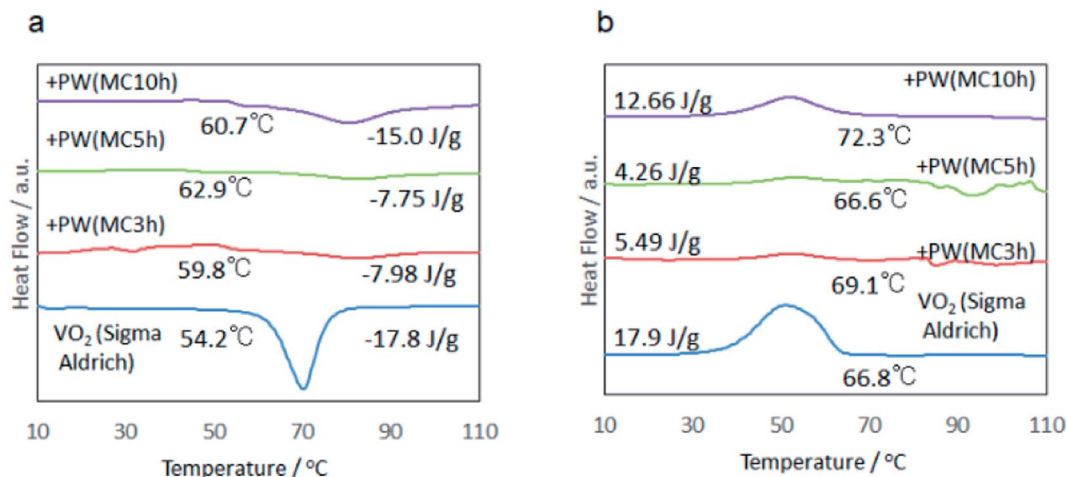 a
+PW(MC10h)
60.7℃
-15.0 J/g
+PW(MC5h)
62.9℃
-7.75 J/g
+PW(MC3h)
59.8℃
-7.98 J/g
VO₂ (Sigma
Aldrich)
54.2℃
-17.8 J/g
Heat Flow / a.u.
10 30 50 70 90 110
Temperature / °C
b
+PW(MC10h)
12.66 J/g
72.3℃
4.26 J/g
+PW(MC5h)
66.6℃
5.49 J/g
+PW(MC3h)
69.1℃
VO₂ (Sigma
Aldrich)
17.9 J/g
66.8℃
Heat Flow / a.u.
10 30 50 70 90 110
Temperature / °C